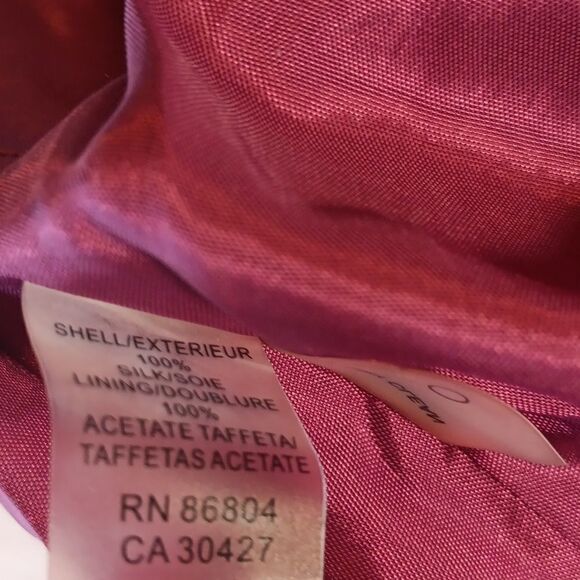 SHELL/EXTERIEUR
100%
SILK/SOIE
LINING/DOUBLURE
100%
ACETATE TAFFETA/
TAFFETAS ACETATE
RN 86804
CA 30427